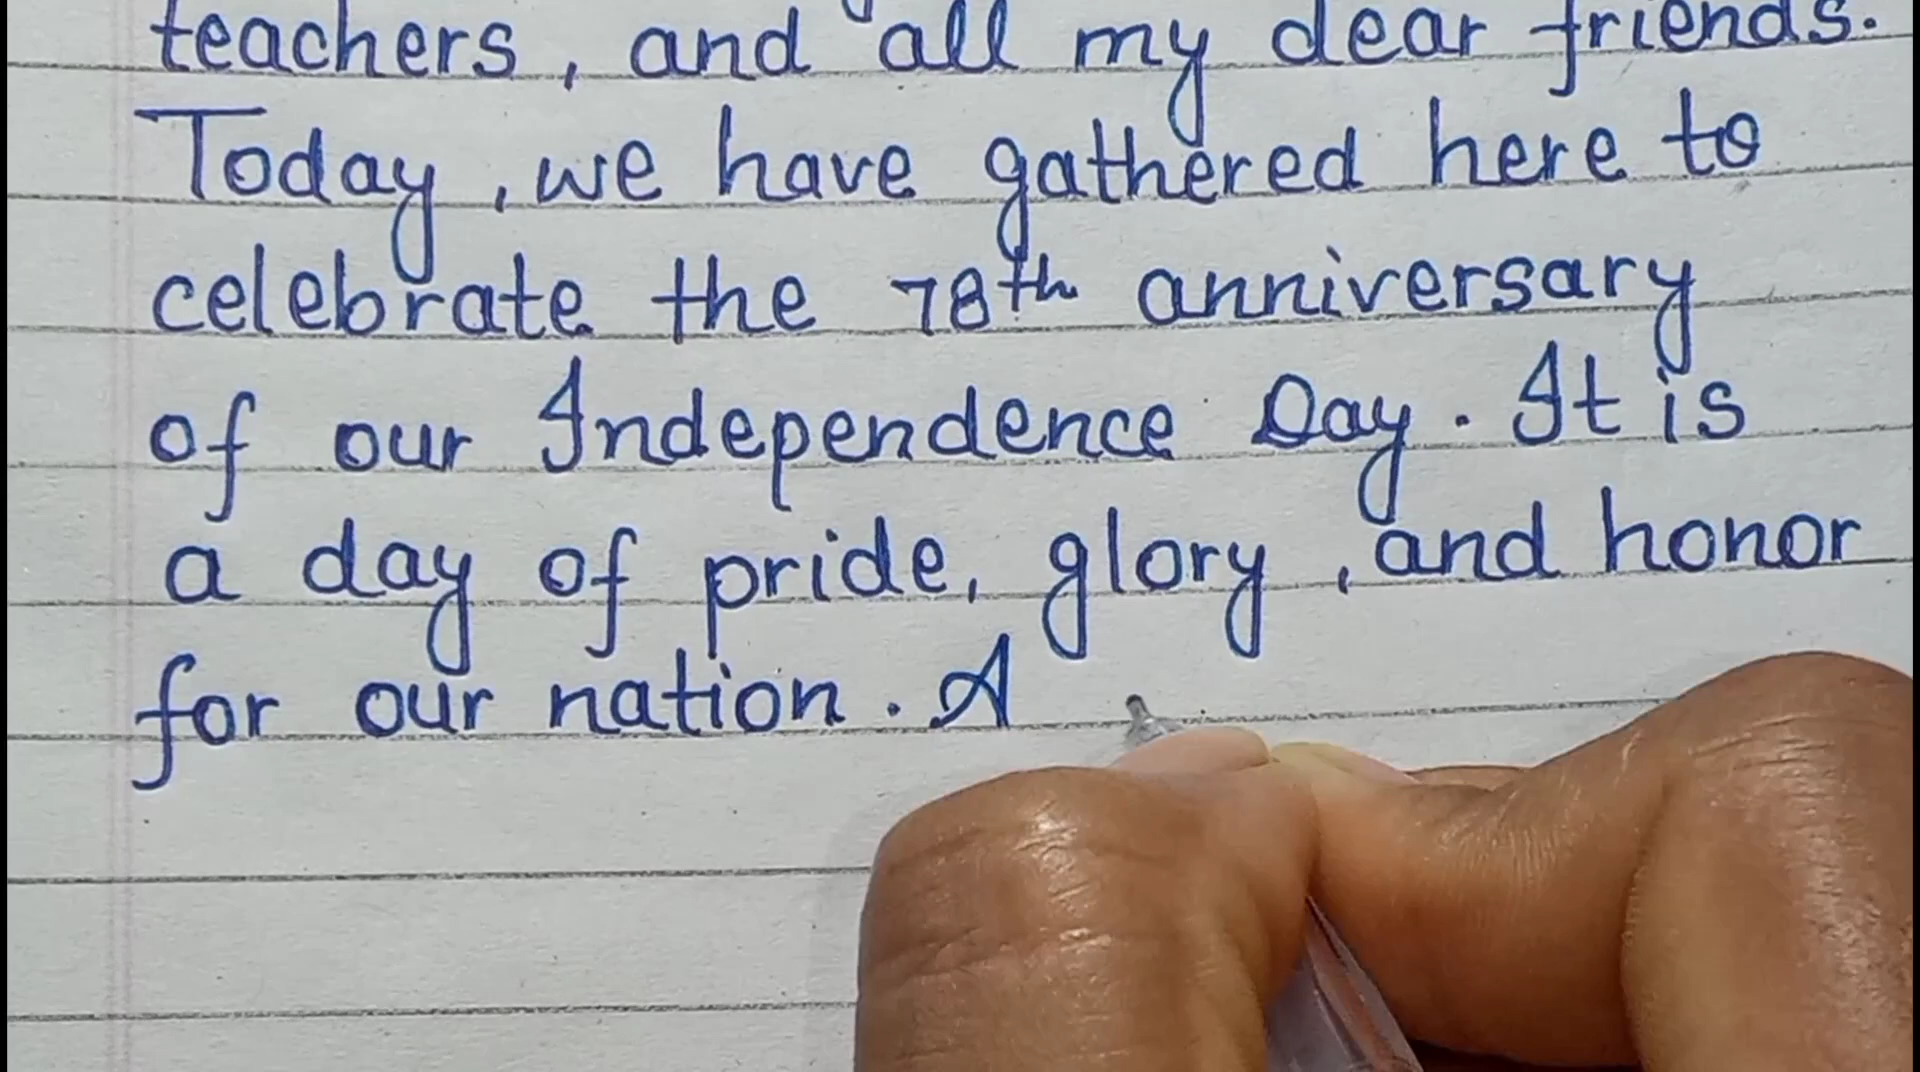 teachers, and all my dear friends.
Today, we have gathered here to
celebrate the 78th anniversary
of our Independence Day. It is
a day of pride, glory, and honor
for our nation. A